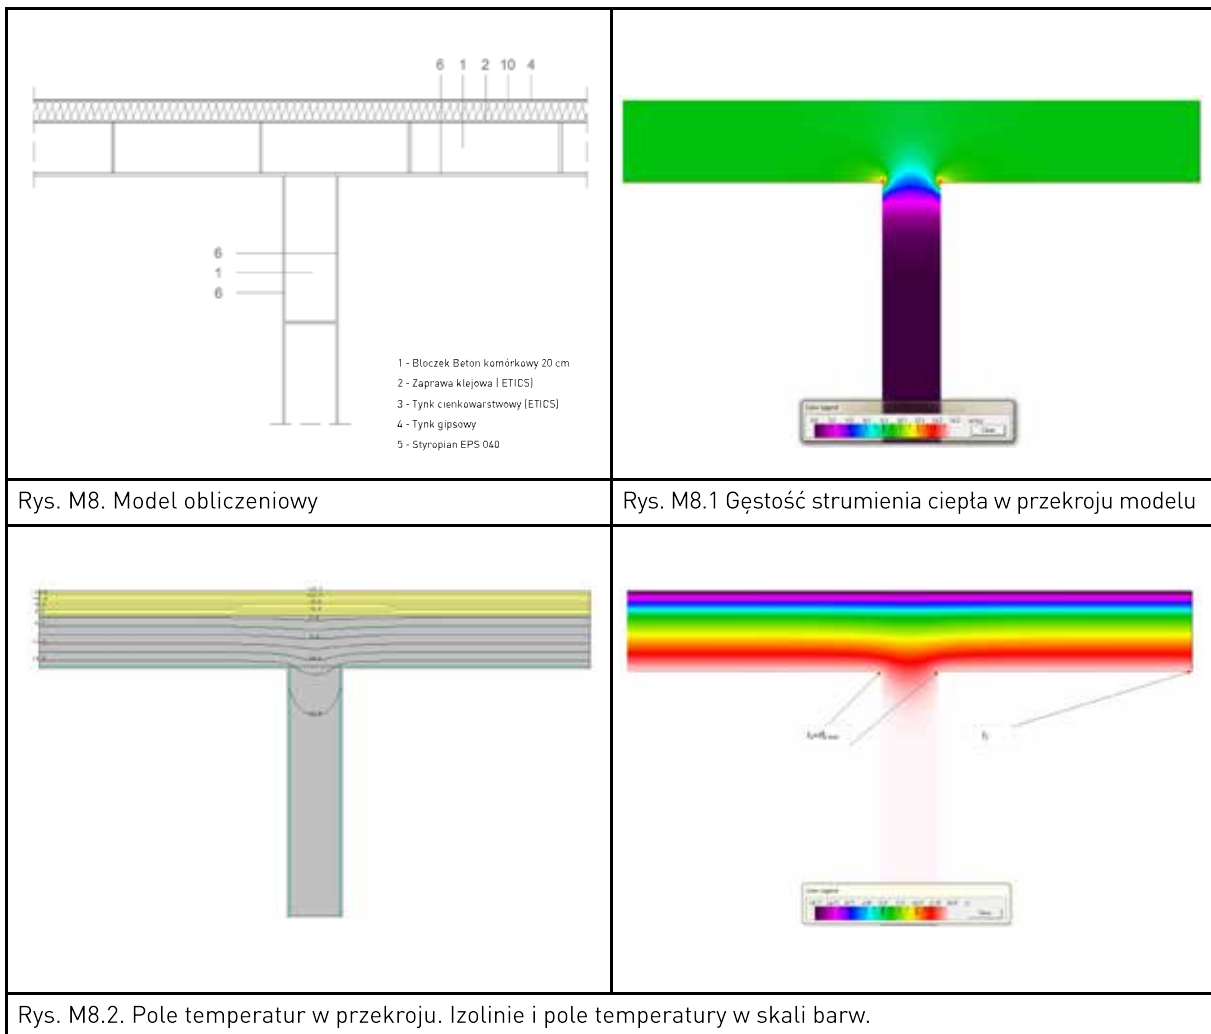 6 1 2 10 4
6
1
6
1 - Bloczek Beton komórkowy 20 cm
2 - Zaprawa klejowa ( ETICS)
3 - Tynk cienkowarstwowy (ETICS)
4 - Tynk gipsowy
5 - Styropian EPS 040
Rys. M8. Model obliczeniowy
Rys. M8.1 Gęstość strumienia ciepła w przekroju modelu
Rys. M8.2. Pole temperatur w przekroju. Izolinie i pole temperatury w skali barw.